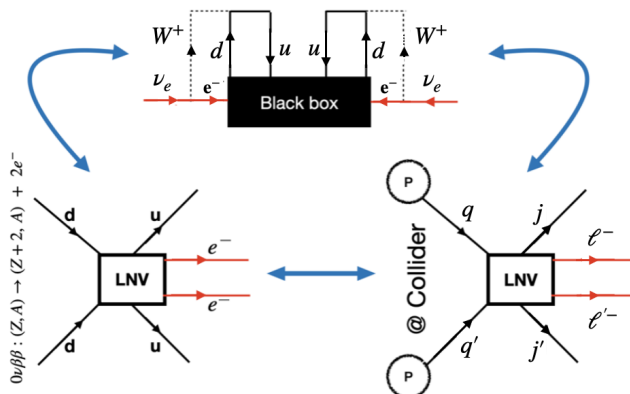 W⁺ d u u d W⁺
νₑ e⁻ Black box e⁻ νₑ
0νββ : (Z, A) → (Z + 2, A) + 2e⁻
d u
LNV
e⁻
e⁻
d u
@ Collider
P
q j
LNV
ℓ⁻
ℓ'⁻
q' j'
P